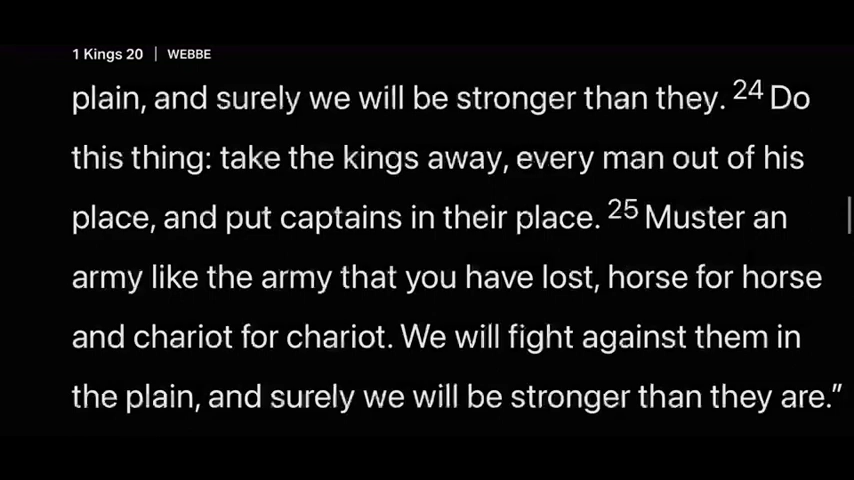 1 Kings 20 | WEBBE
plain, and surely we will be stronger than they. 24 Do
this thing: take the kings away, every man out of his
place, and put captains in their place. 25 Muster an
army like the army that you have lost, horse for horse
and chariot for chariot. We will fight against them in
the plain, and surely we will be stronger than they are.”